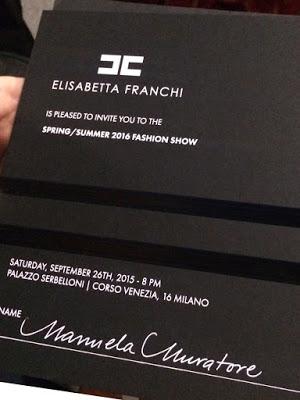 ELISABETTA FRANCHI
IS PLEASED TO INVITE YOU TO THE
SPRING/SUMMER 2016 FASHION SHOW
SATURDAY, SEPTEMBER 26TH, 2015 - 8 PM
PALAZZO SERBELLONI | CORSO VENEZIA, 16 MILANO
NAME Manuela Muratore